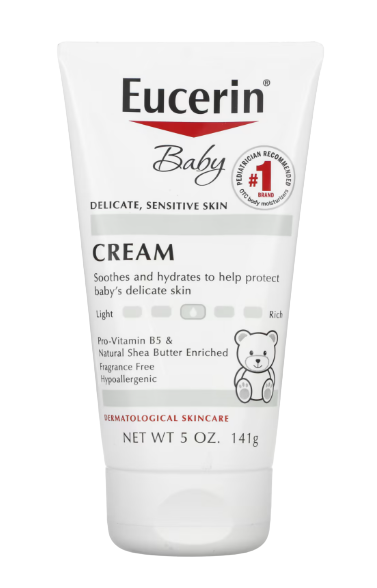 Eucerin®
Baby
PEDIATRICIAN RECOMMENDED
#1
BRAND
OTC body moisturizers
DELICATE, SENSITIVE SKIN
CREAM
Soothes and hydrates to help protect
baby's delicate skin
Light Rich
Pro-Vitamin B5 &
Natural Shea Butter Enriched
Fragrance Free
Hypoallergenic
DERMATOLOGICAL SKINCARE
NET WT 5 OZ. 141g